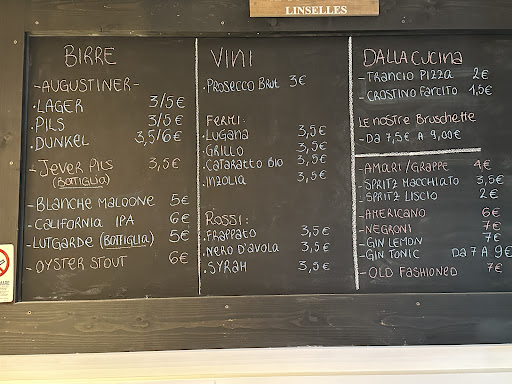 LINSELLES
BIRRE
-AUGUSTINER-
.LAGER 3/5€
.PILS 3/5€
.DUNKEL 3,5/6€
-JEVER PILS 3,5€
(BOTTIGLIA)
-BLANCHE MALOONE 5€
-CALIFORNIA IPA 6€
-LUTGARDE (BOTTIGLIA) 5€
-OYSTER STOUT 6€
VINI
.PROSECCO BRUT 3€
FERMI:
.LUGANA 3,5€
.GRILLO 3,5€
.CATARATTO BIO 3,5€
.INZOLIA 3,5€
ROSSI:
.FRAPPATO 3,5€
.NERO D'AVOLA 3,5€
.SYRAH 3,5€
DALLA CUCINA
-TRANCIO PIZZA 2€
-CROSTINO FARCITO 1,5€
LE NOSTRE BRUSCHETTE
-DA 7,5€ A 9,00€
-AMARI/GRAPPE 4€
-SPRITZ MACCHIATO 3,5€
-SPRITZ LISCIO 2€
-AMERICANO 6€
-NEGRONI 7€
-GIN LEMON 7€
-GIN TONIC DA 7 A 9€
-OLD FASHIONED 7€